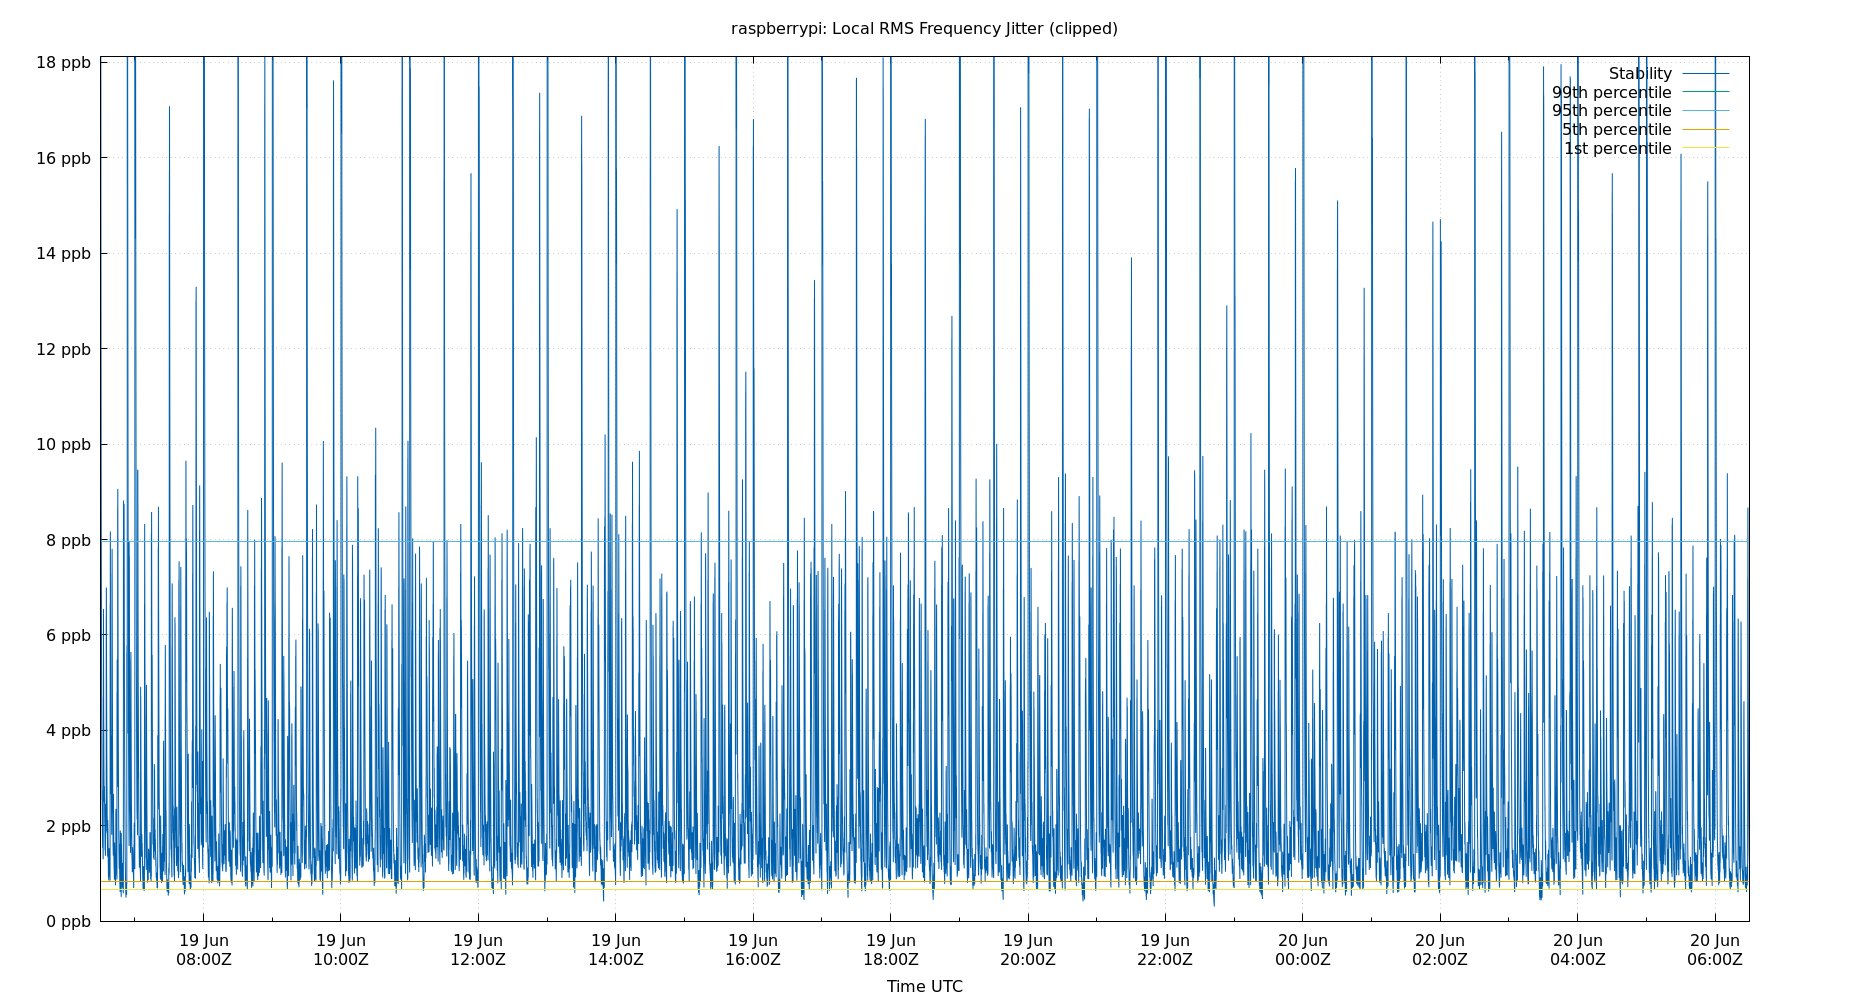 raspberrypi: Local RMS Frequency Jitter (clipped)
18 ppb
16 ppb
14 ppb
12 ppb
10 ppb
8 ppb
6 ppb
4 ppb
2 ppb
0 ppb
Stability
99th percentile
95th percentile
5th percentile
1st percentile
19 Jun 19 Jun 19 Jun 19 Jun 19 Jun 19 Jun 19 Jun 19 Jun 20 Jun 20 Jun 20 Jun 20 Jun
08:00Z 10:00Z 12:00Z 14:00Z 16:00Z 18:00Z 20:00Z 22:00Z 00:00Z 02:00Z 04:00Z 06:00Z
Time UTC